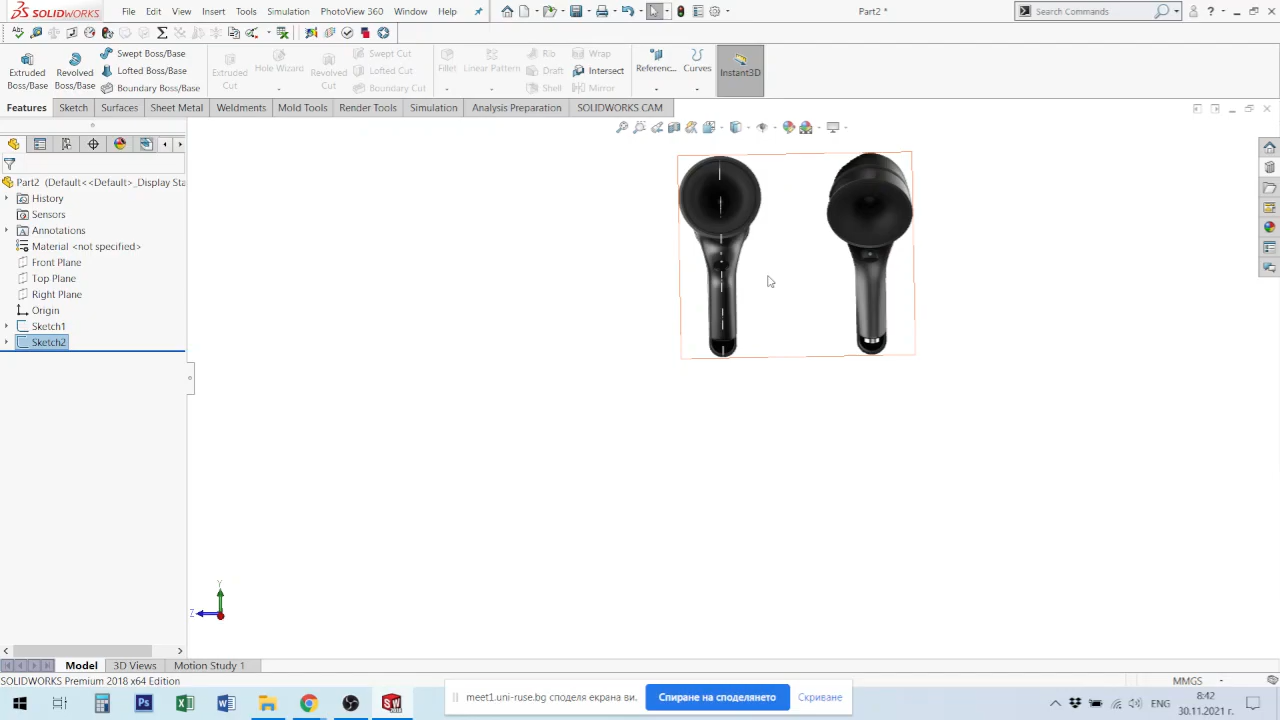 SOLIDWORKS File Edit View Insert Tools Simulation PhotoView 360 Window Help Part2 * Search Commands
Extruded Boss/Base
Revolved Boss/Base
Swept Boss/Base
Lofted Boss/Base
Boundary Boss/Base
Extruded Cut
Hole Wizard
Revolved Cut
Swept Cut
Lofted Cut
Boundary Cut
Fillet
Linear Pattern
Rib
Draft
Shell
Wrap
Intersect
Mirror
Referenc...
Curves
Instant3D
Features Sketch Surfaces Sheet Metal Weldments Mold Tools Render Tools Simulation Analysis Preparation SOLIDWORKS CAM
Part2 (Default<<Default>_Display Sta
History
Sensors
Annotations
Material <not specified>
Front Plane
Top Plane
Right Plane
Origin
Sketch1
Sketch2
Y
Z
Model 3D Views Motion Study 1
SOLIDWORKS Premium 2018 x64 Edition MMGS
meet1.uni-ruse.bg споделя екрана ви. Спиране на споделянето Скриване
ENG
8:42
30.11.2021 г.